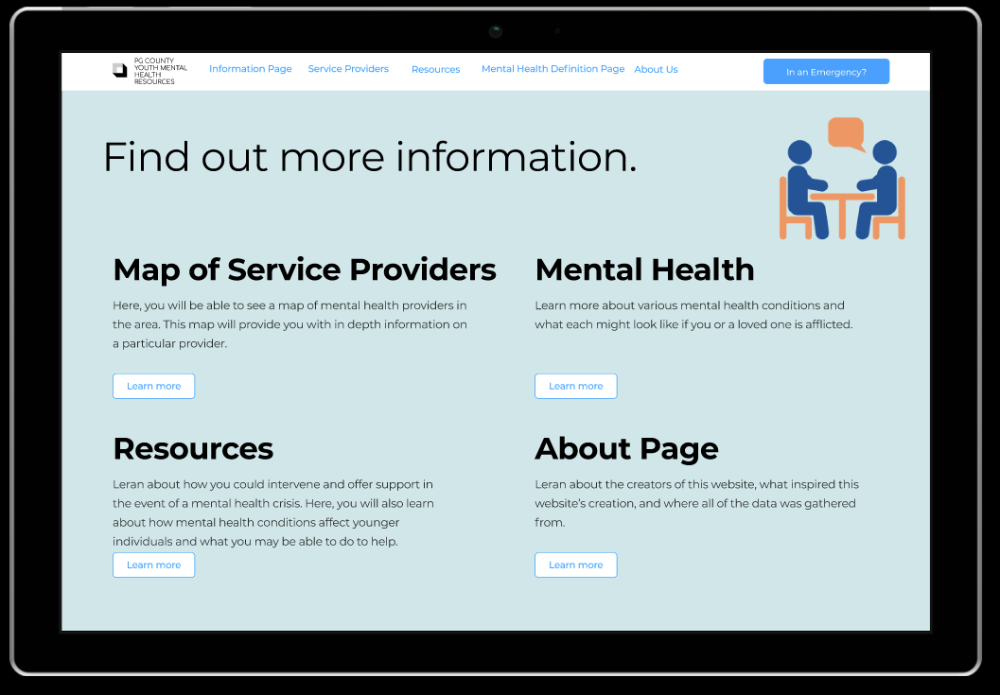 PG COUNTY
YOUTH MENTAL
HEALTH
RESOURCES
Information Page
Service Providers
Resources
Mental Health Definition Page
About Us
In an Emergency?
Find out more information.
Map of Service Providers
Here, you will be able to see a map of mental health providers in
the area. This map will provide you with in depth information on
a particular provider.
Learn more
Mental Health
Learn more about various mental health conditions and
what each might look like if you or a loved one is afflicted.
Learn more
Resources
Leran about how you could intervene and offer support in
the event of a mental health crisis. Here, you will also learn
about how mental health conditions affect younger
individuals and what you may be able to do to help.
Learn more
About Page
Leran about the creators of this website, what inspired this
website's creation, and where all of the data was gathered
from.
Learn more